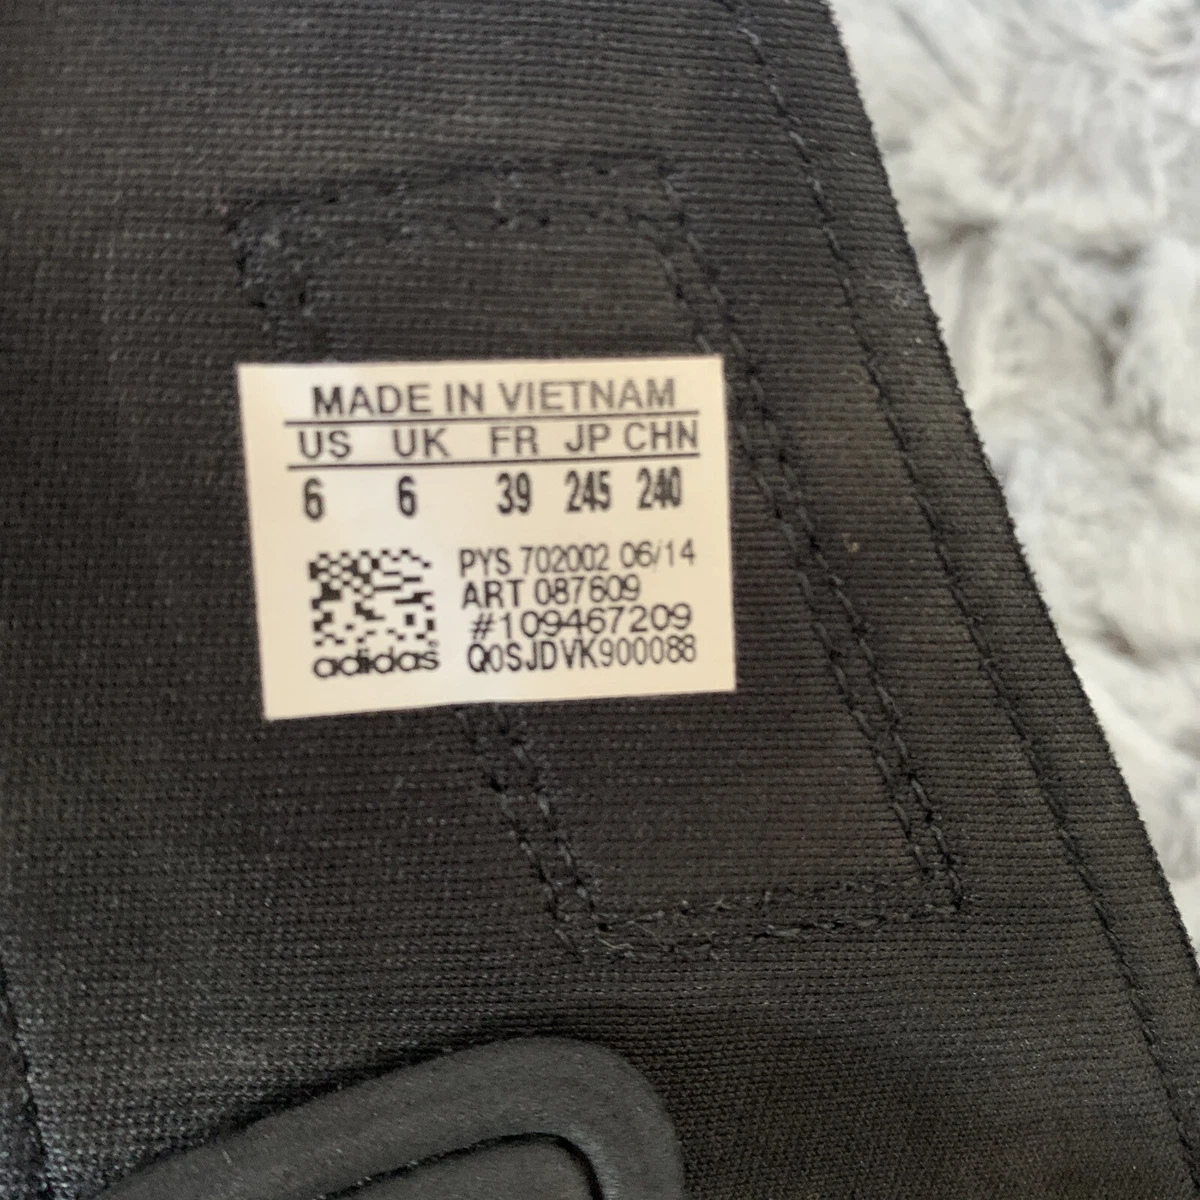 MADE IN VIETNAM
US UK FR JP CHN
6 6 39 245 240
PYS 702002 06/14
ART 087609
#109467209
adidas Q0SJDVK900088